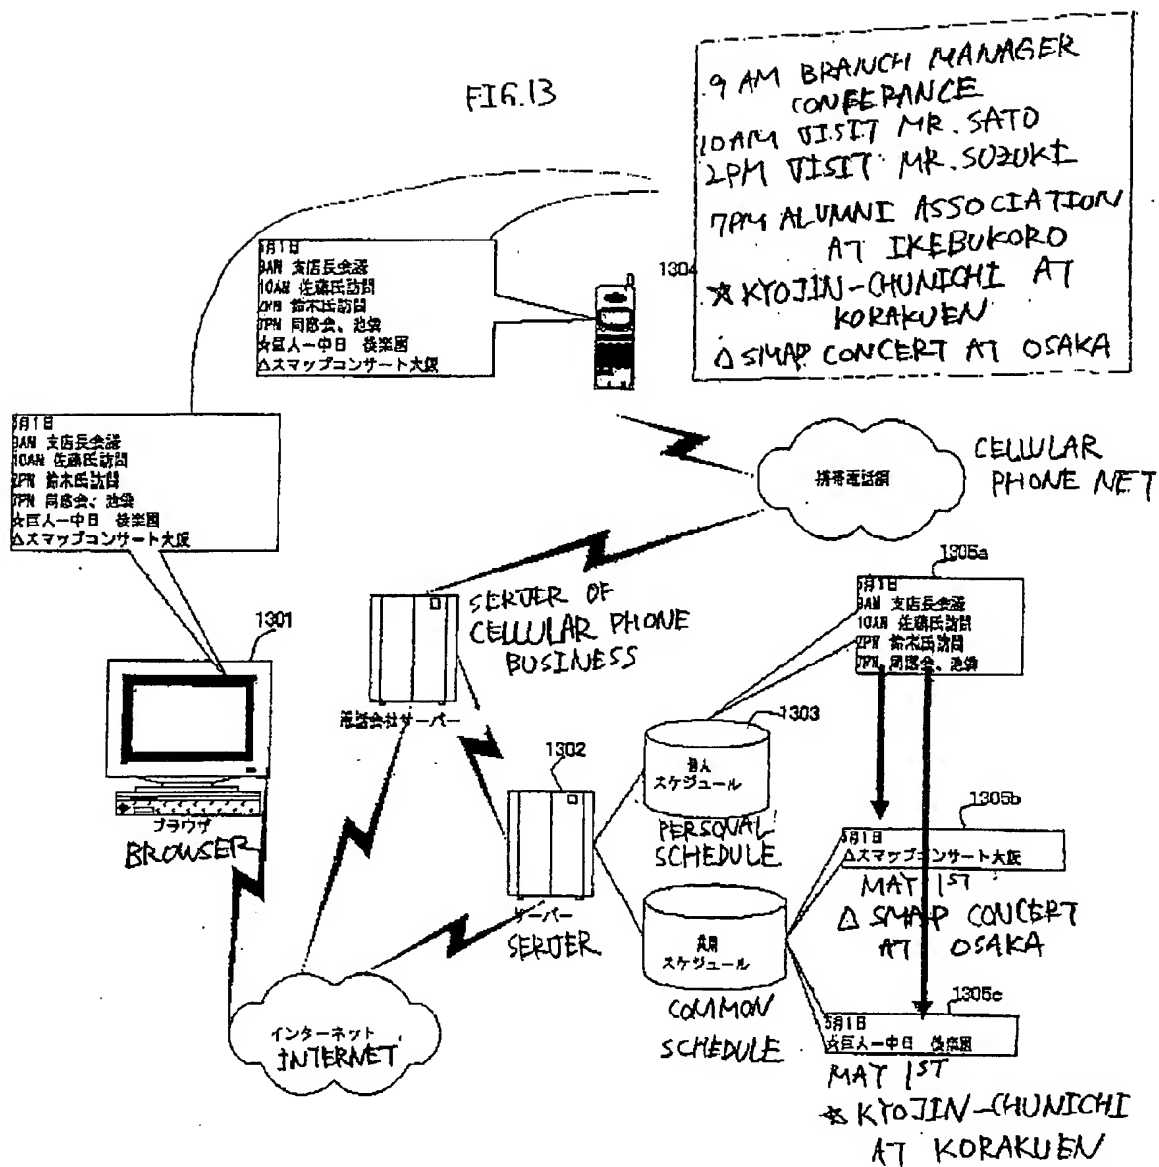 FIG.13
.9 AM BRANCH MANAGER
CONFERANCE
10AM VISIT MR. SATO
2PM VISIT MR. SUZUKI
7PM ALUMNI ASSOCIATION
AT IKEBUKORO
☆KYOJIN-CHUNICHI AT
KORAKUEN
△SMAP CONCERT AT OSAKA
5月1日
9AM 支店長会議
10AM 佐藤氏訪問
2PM 鈴木氏訪問
7PM 同窓会、池袋
☆巨人ー中日 後楽園
△スマップコンサート大阪
1304
5月1日
9AM 支店長会議
10AM 佐藤氏訪問
2PM 鈴木氏訪問
7PM 同窓会、池袋
☆巨人ー中日 後楽園
△スマップコンサート大阪
携帯電話網
CELLULAR
PHONE NET
1305a
5月1日
9AM 支店長会議
10AM 佐藤氏訪問
2PM 鈴木氏訪問
7PM 同窓会、池袋
1301
SERVER OF
CELLULAR PHONE
BUSINESS
電話会社サーバー
ブラウザ
BROWSER
1302
サーバー
SERVER
1303
個人
スケジュール
PERSONAL
SCHEDULE
1305b
5月1日
△スマップコンサート大阪
MAY 1ST
△ SMAP CONCERT
AT OSAKA
共用
スケジュール
COMMON
SCHEDULE
1305c
5月1日
☆巨人ー中日 後楽園
MAY 1ST
☆KYOJIN-CHUNICHI
AT KORAKUEN
インターネット
INTERNET